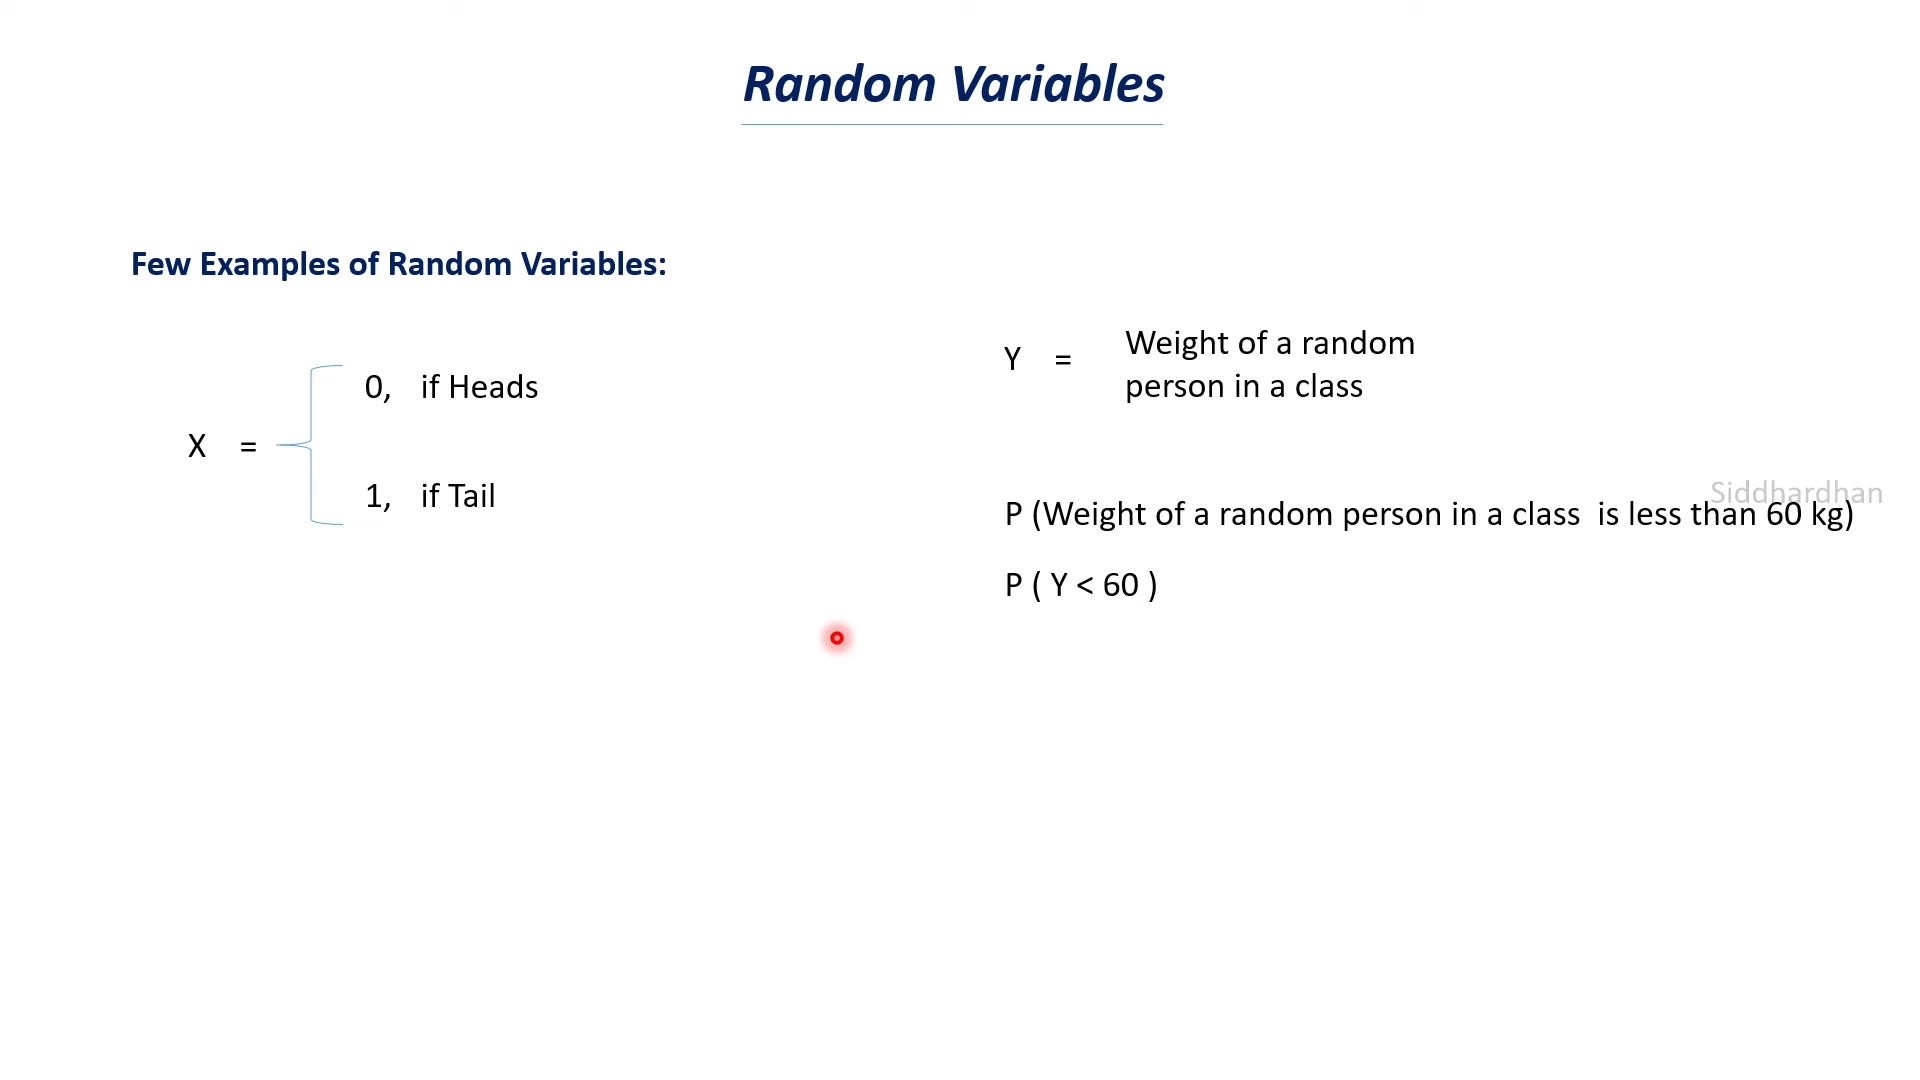 Random Variables
Few Examples of Random Variables:
X =
0, if Heads
1, if Tail
Y =
Weight of a random
person in a class
Siddhardhan
P (Weight of a random person in a class  is less than 60 kg)
P ( Y < 60 )